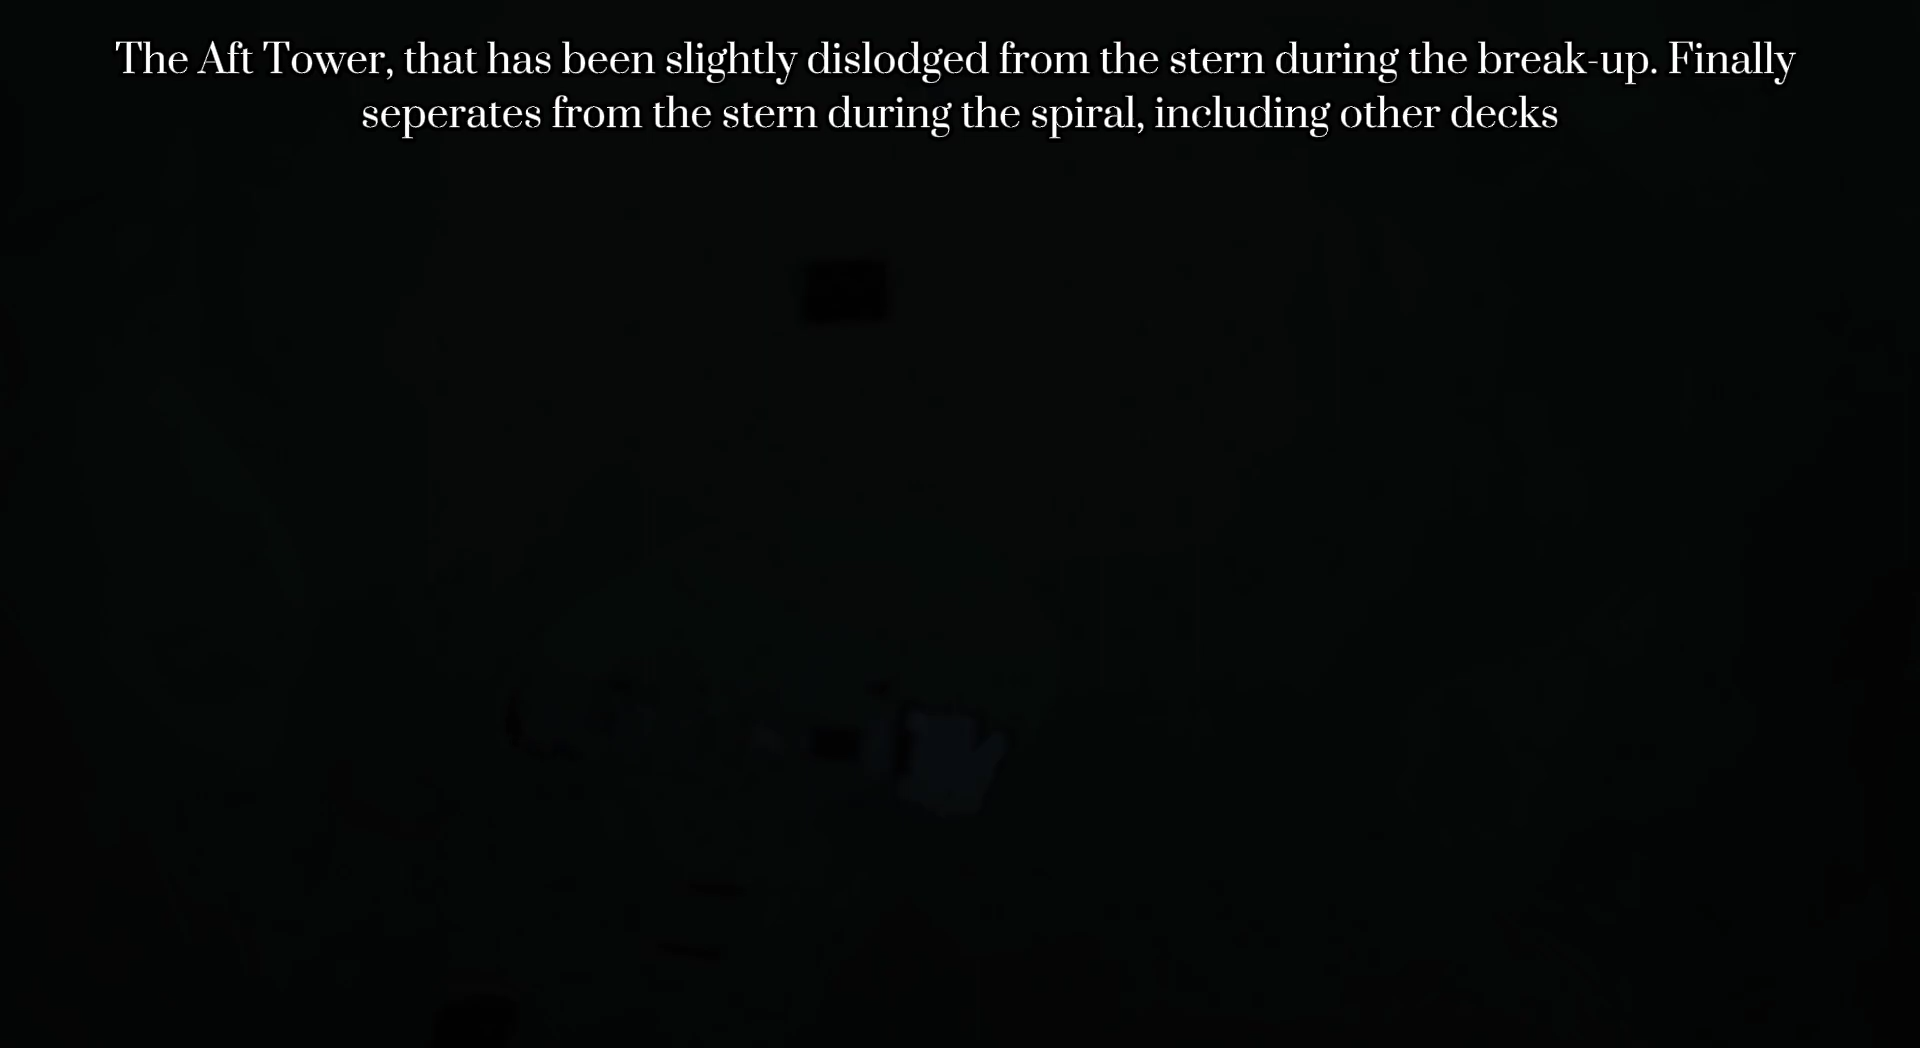 The Aft Tower, that has been slightly dislodged from the stern during the break-up. Finally
seperates from the stern during the spiral, including other decks